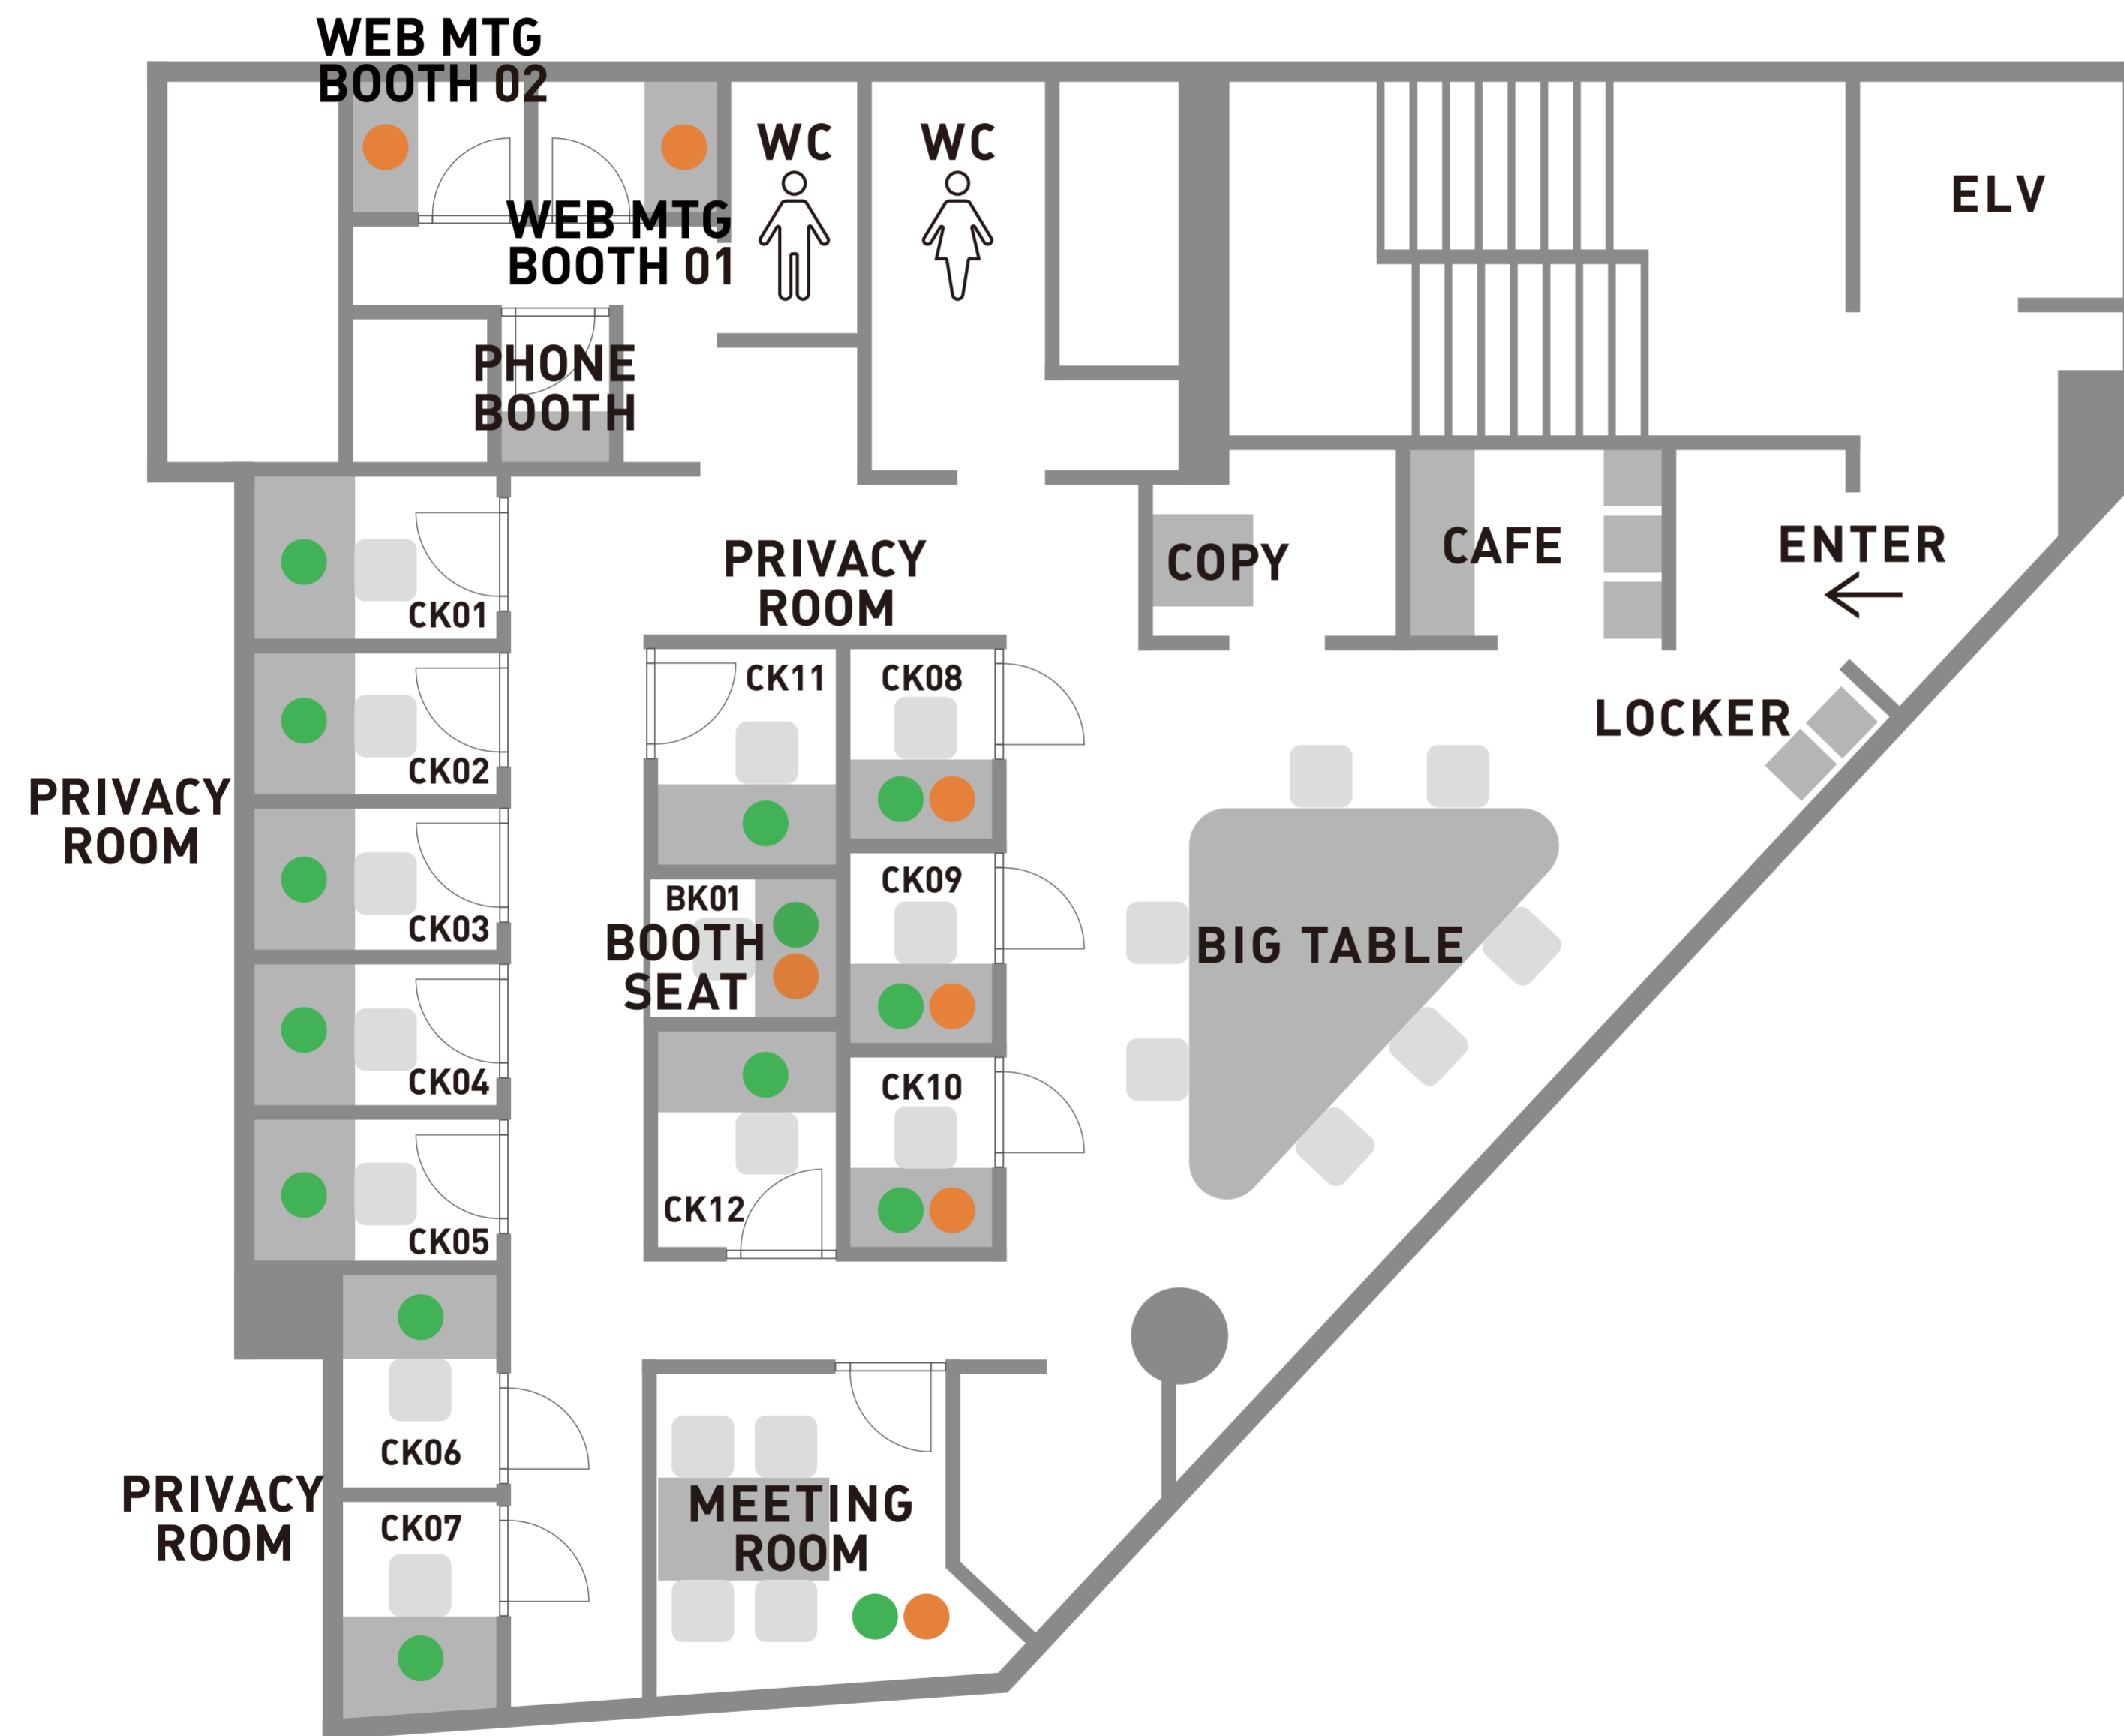 WEB MTG
BOOTH 02
WC
WC
ELV
WEB MTG
BOOTH 01
PHONE
BOOTH
PRIVACY
ROOM
COPY
CAFE
ENTER
CK01
CK11
CK08
LOCKER
CK02
PRIVACY
ROOM
CK09
BK01
BOOTH
SEAT
BIG TABLE
CK03
CK04
CK10
CK12
CK05
CK06
PRIVACY
ROOM
CK07
MEETING
ROOM